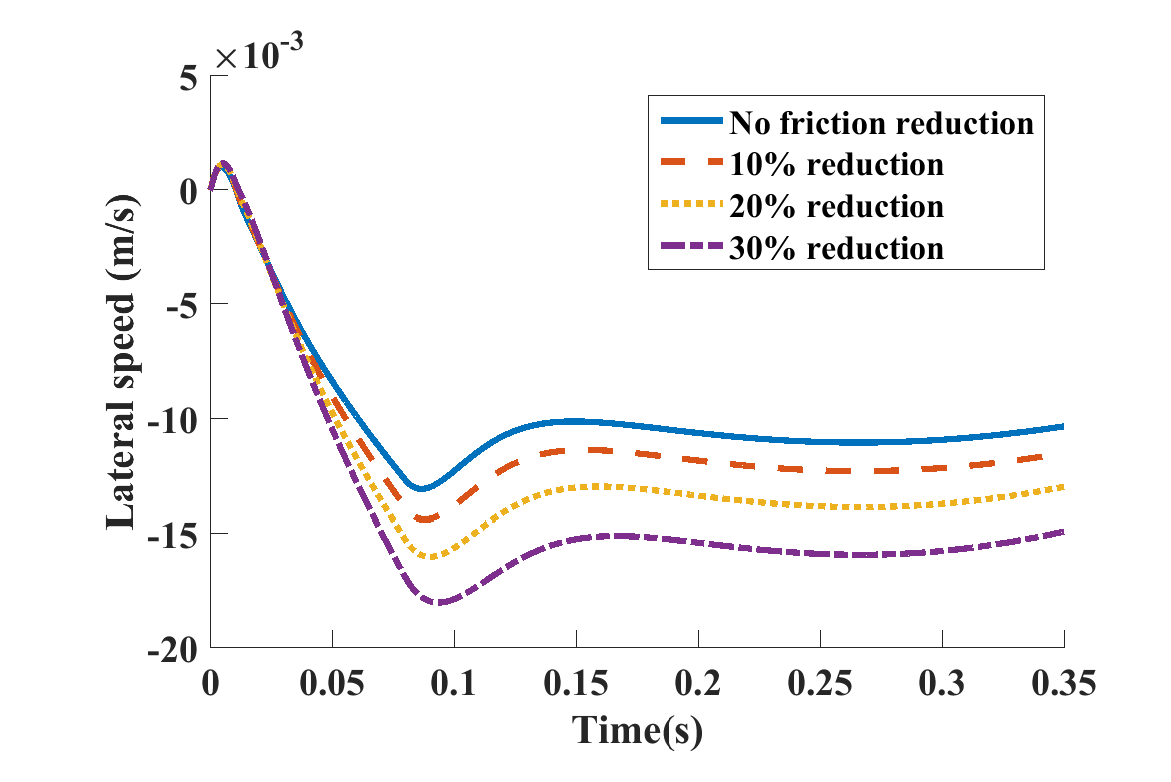 ×10-3
5
0
-5
-10
-15
-20
Lateral speed (m/s)
No friction reduction
10% reduction
20% reduction
30% reduction
0 0.05 0.1 0.15 0.2 0.25 0.3 0.35
Time(s)